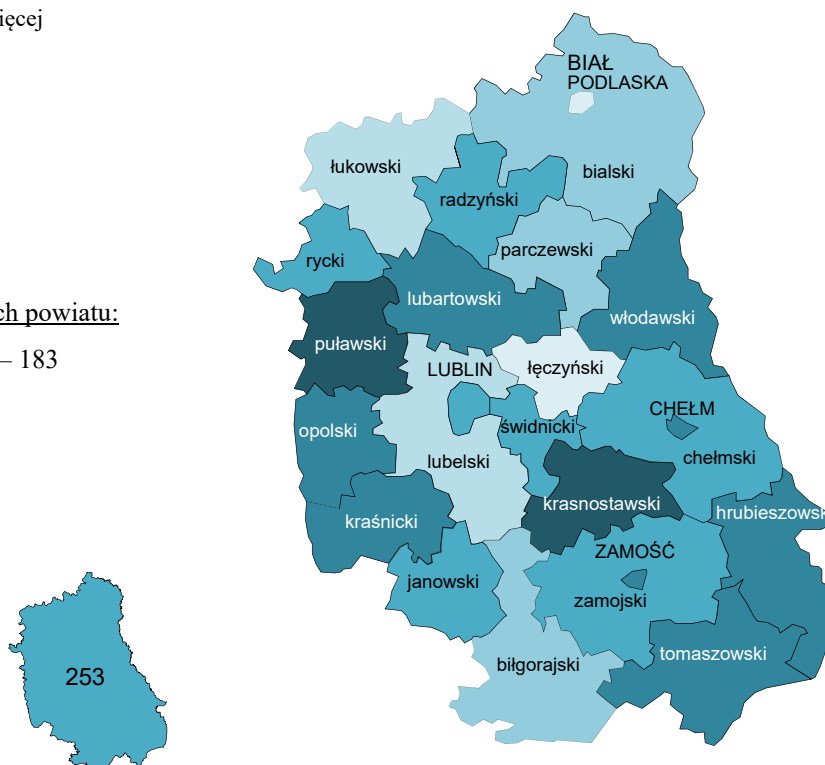 ięcej
BIAŁ
PODLASKA
łukowski
bialski
radzyński
parczewski
rycki
lubartowski
ch powiatu:
włodawski
puławski
– 183
LUBLIN
łęczyński
CHEŁM
opolski
świdnicki
lubelski
chełmski
krasnostawski
hrubieszowsk
kraśnicki
ZAMOŚĆ
janowski
zamojski
tomaszowski
biłgorajski
253